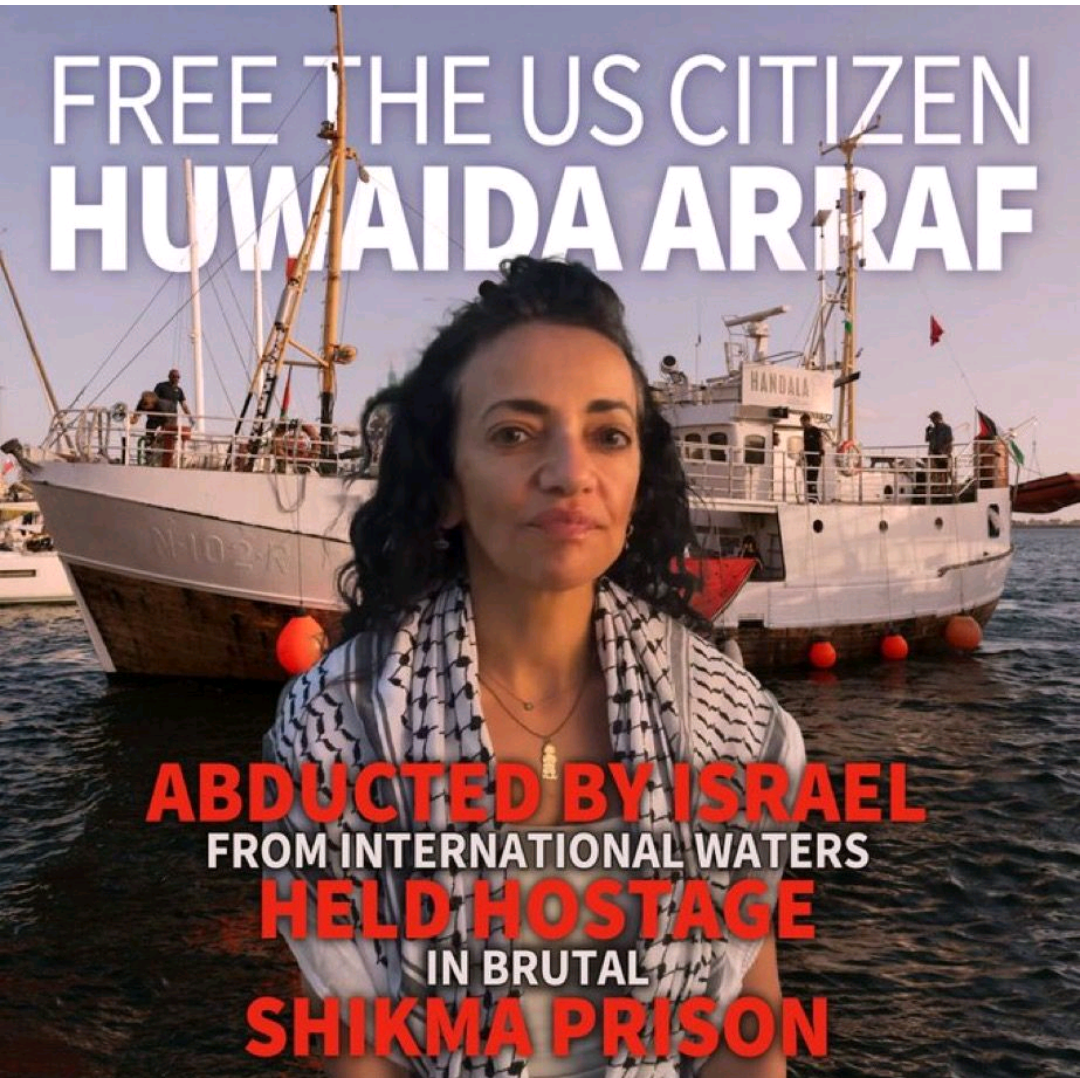 FREE THE US CITIZEN
HUWAIDA ARRAF
HANDALA
N-102-R
ABDUCTED BY ISRAEL
FROM INTERNATIONAL WATERS
HELD HOSTAGE
IN BRUTAL
SHIKMA PRISON